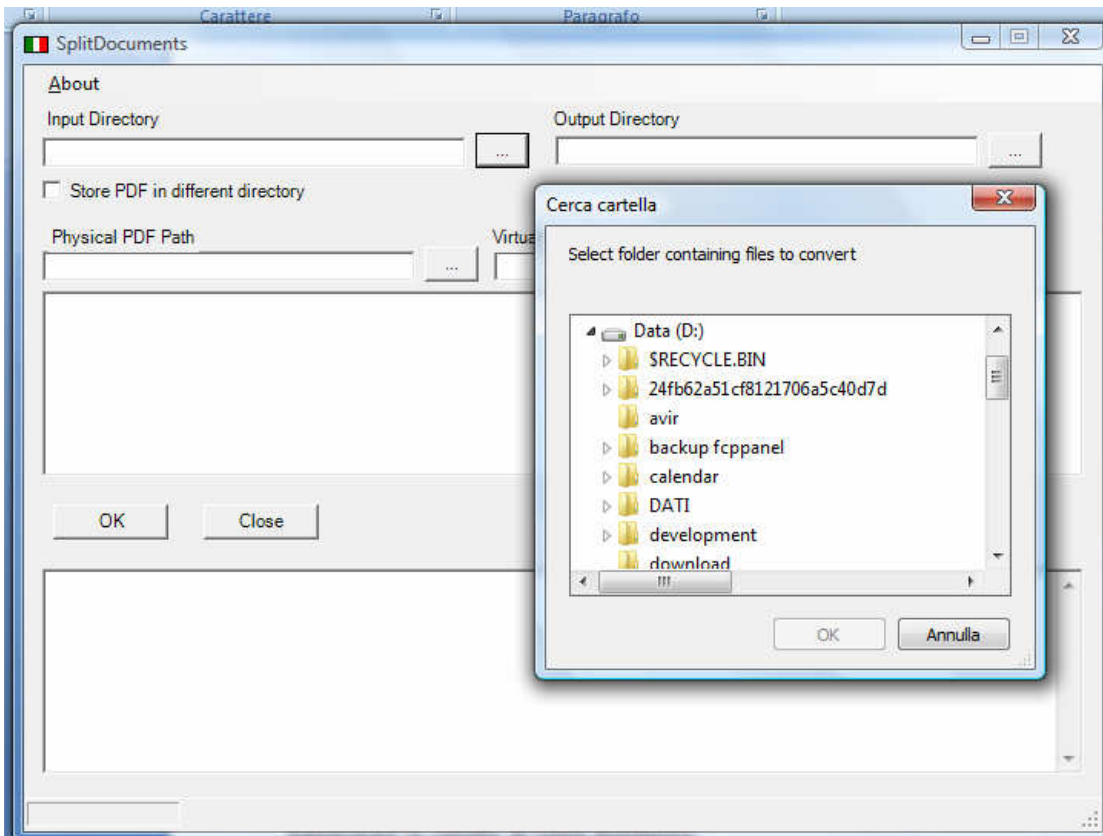 Carattere Paragrafo
SplitDocuments
About
Input Directory Output Directory
... ...
Store PDF in different directory
Cerca cartella
Physical PDF Path Virtua
...
Select folder containing files to convert
Data (D:)
$RECYCLE.BIN
24fb62a51cf8121706a5c40d7d
avir
backup fcppanel
calendar
DATI
development
download
OK Close
OK Annulla